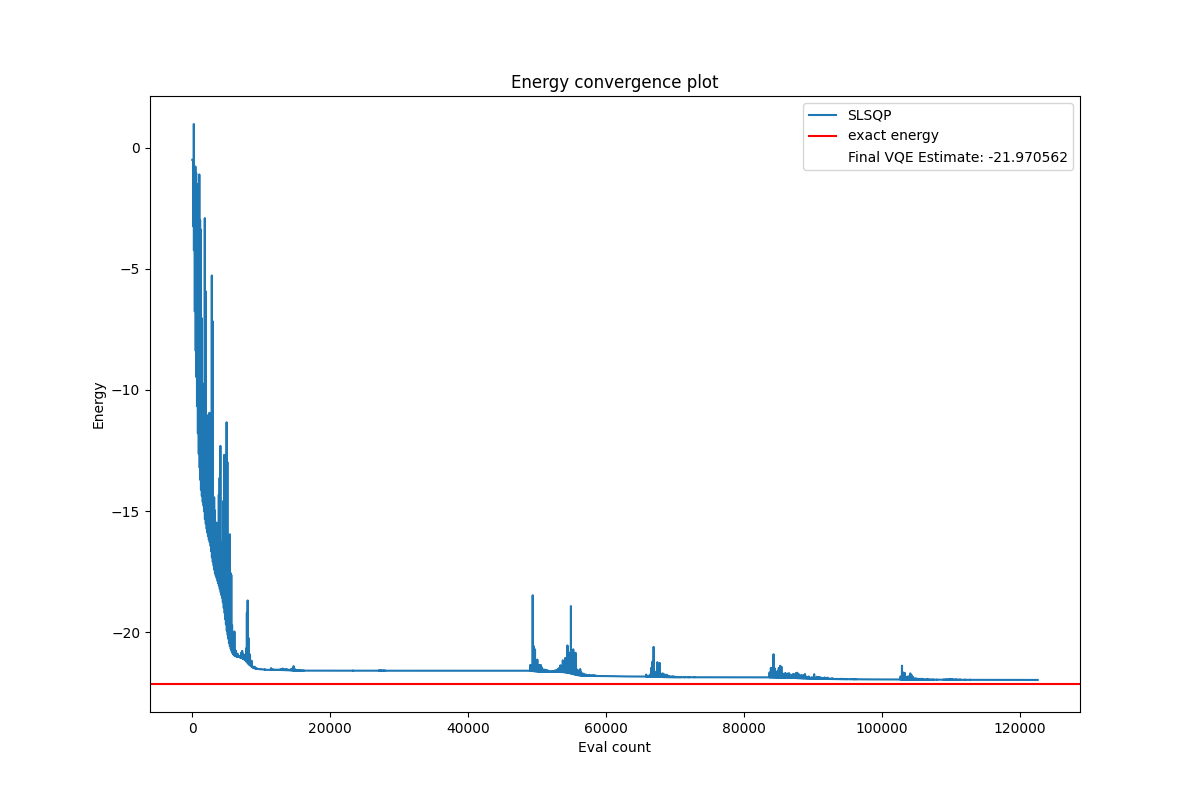 Energy convergence plot
SLSQP
exact energy
Final VQE Estimate: -21.970562
0
−5
−10
−15
−20
Energy
0
20000
40000
60000
80000
100000
120000
Eval count